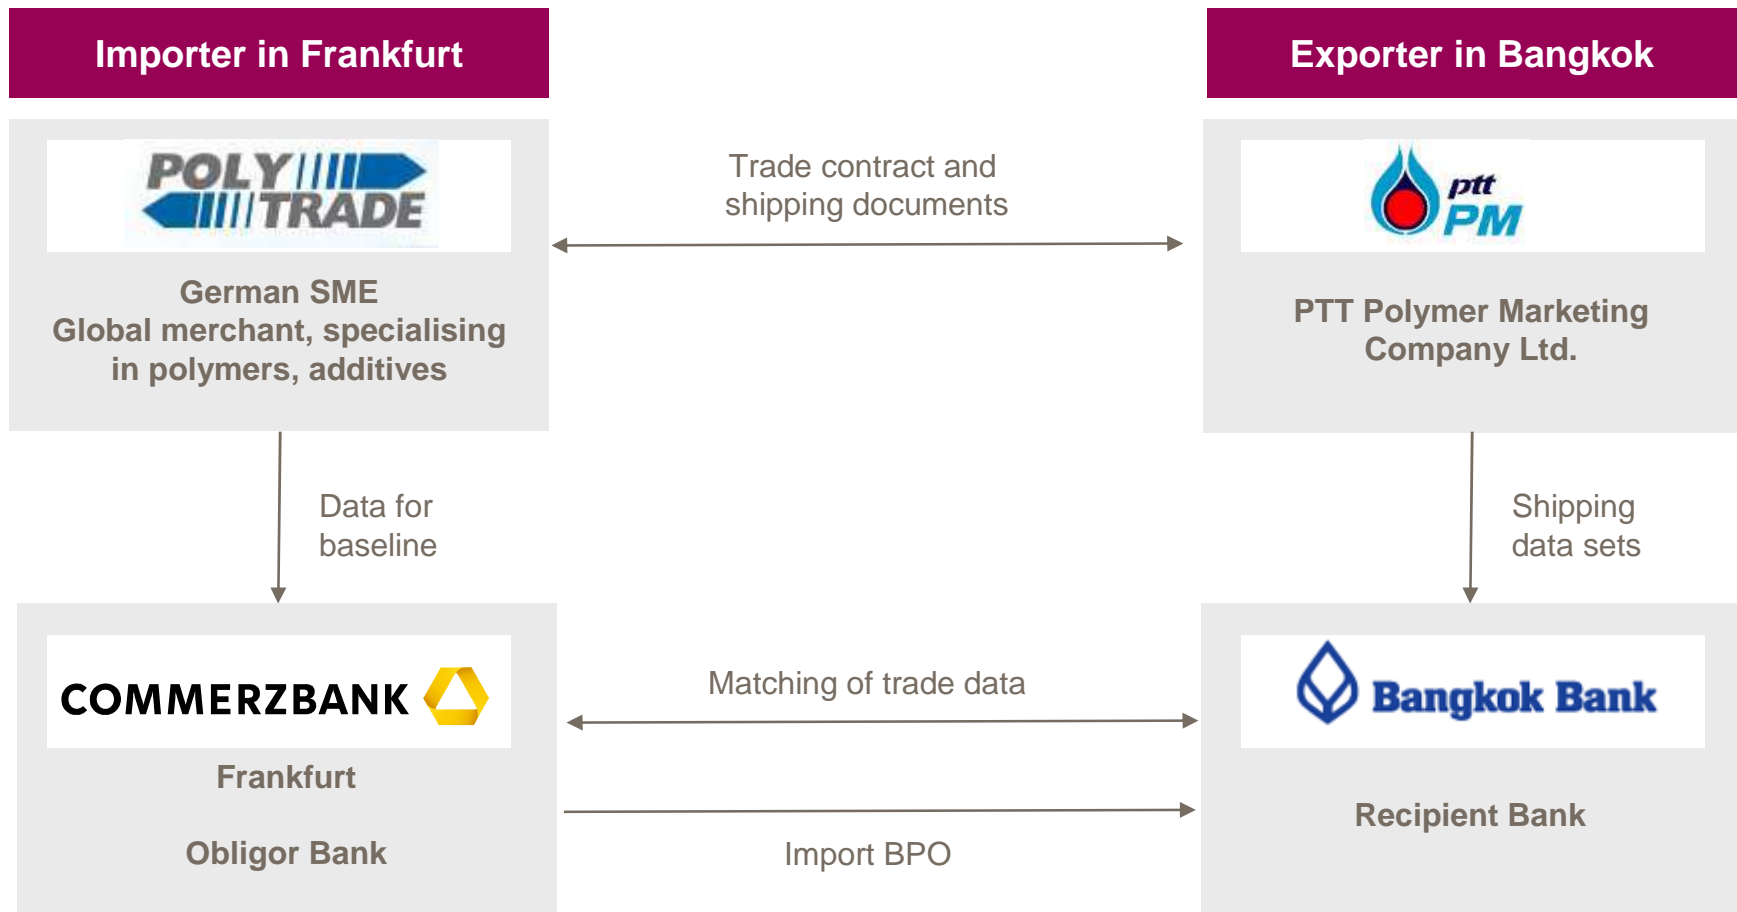 Importer in Frankfurt
Exporter in Bangkok
POLY
TRADE
German SME
Global merchant, specialising
in polymers, additives
Trade contract and
shipping documents
ptt
PM
PTT Polymer Marketing
Company Ltd.
Data for
baseline
Shipping
data sets
COMMERZBANK
Frankfurt
Obligor Bank
Matching of trade data
Import BPO
Bangkok Bank
Recipient Bank